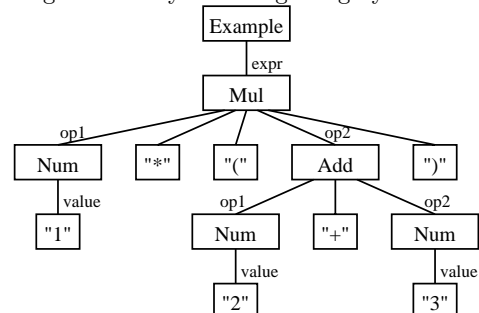 Example
expr
Mul
op1 op2
Num "*" "(" Add ")"
value op1 op2
"1" Num "+" Num
value value
"2" "3"